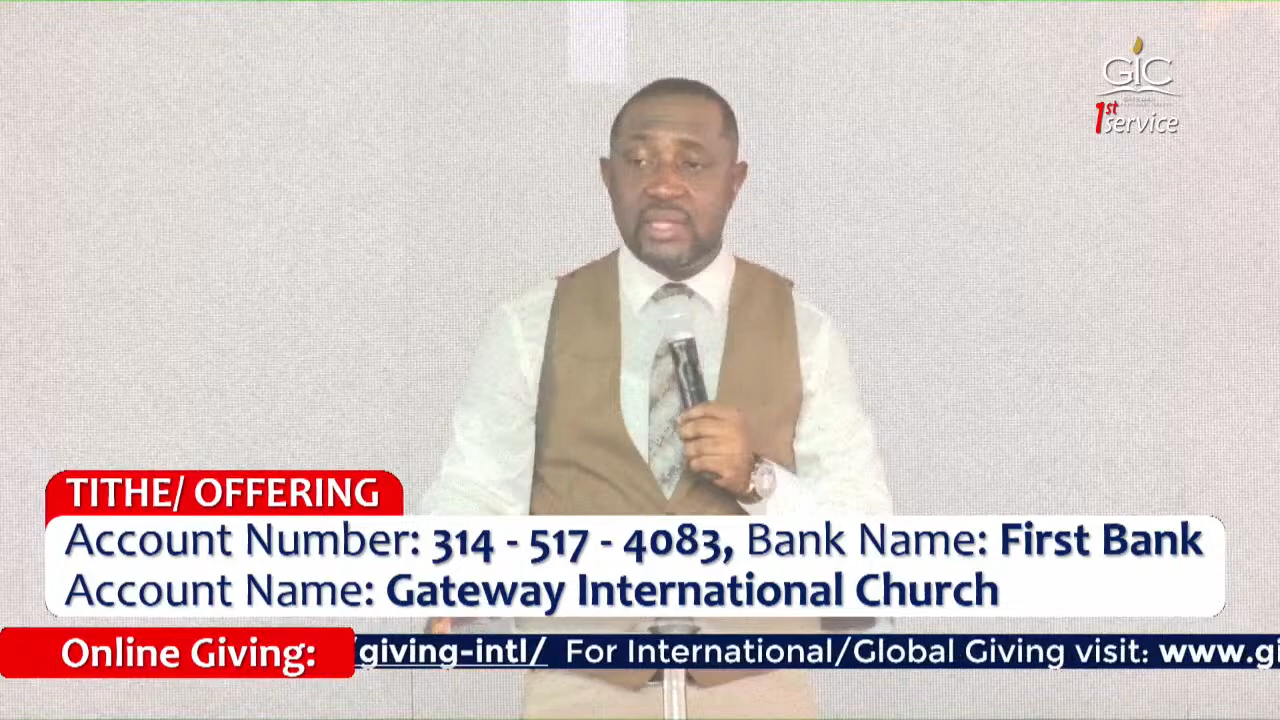 GIC
1st
service
TITHE/ OFFERING
Account Number: 314 - 517 - 4083, Bank Name: First Bank
Account Name: Gateway International Church
Online Giving: /giving-intl/ For International/Global Giving visit: www.gi